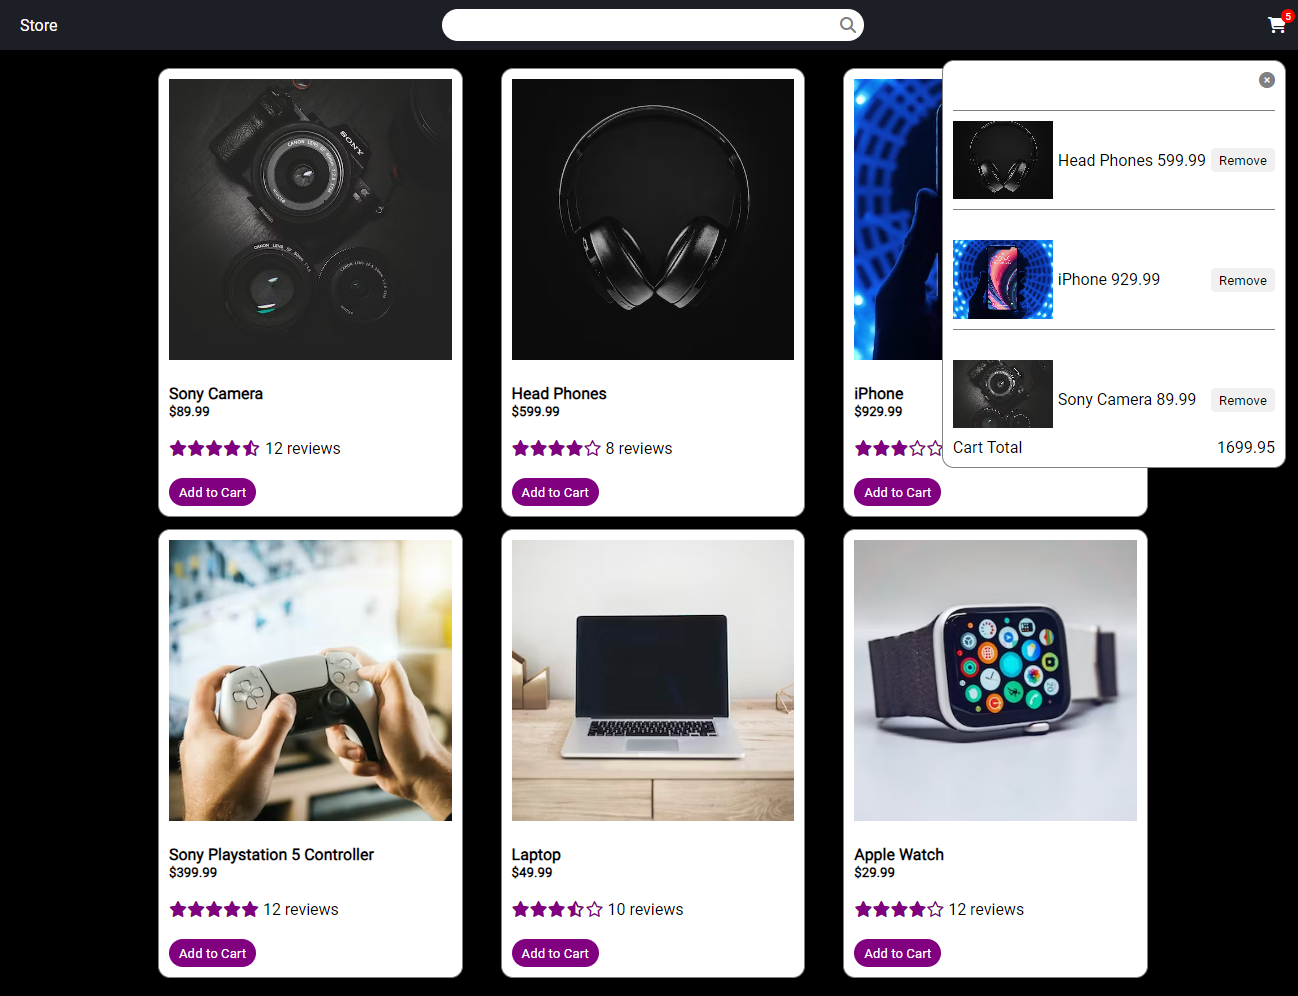 Store
5
Head Phones 599.99 Remove
iPhone 929.99 Remove
Sony Camera 89.99 Remove
Cart Total 1699.95
SONY
CANON LENS
Sony Camera
$89.99
12 reviews
Add to Cart
Head Phones
$599.99
8 reviews
Add to Cart
iPhone
$929.99
Add to Cart
Sony Playstation 5 Controller
$399.99
12 reviews
Add to Cart
Laptop
$49.99
10 reviews
Add to Cart
Apple Watch
$29.99
12 reviews
Add to Cart